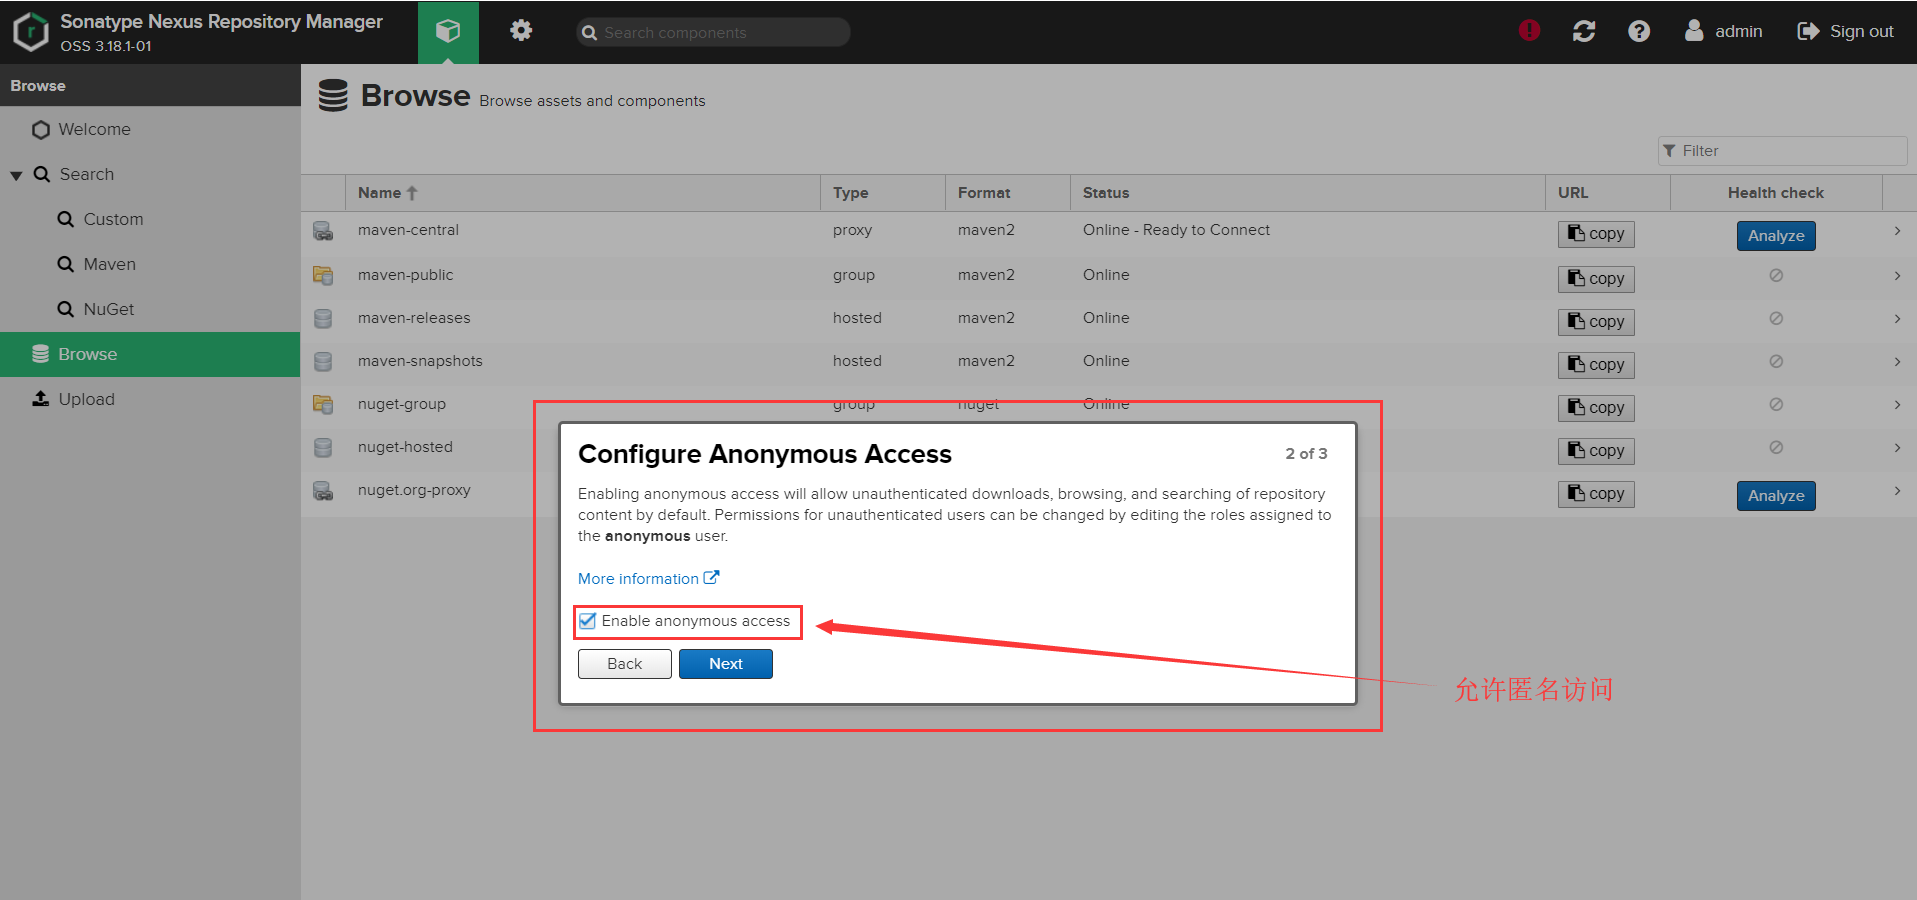 Sonatype Nexus Repository Manager
OSS 3.18.1-01
Search components
admin
Sign out
Browse
Welcome
Search
Custom
Maven
NuGet
Browse
Upload
Browse Browse assets and components
Filter
Name Type Format Status URL Health check
maven-central proxy maven2 Online - Ready to Connect copy Analyze
maven-public group maven2 Online copy
maven-releases hosted maven2 Online copy
maven-snapshots hosted maven2 Online copy
nuget-group group nuget Online copy
nuget-hosted copy
nuget.org-proxy copy Analyze
Configure Anonymous Access 2 of 3
Enabling anonymous access will allow unauthenticated downloads, browsing, and searching of repository
content by default. Permissions for unauthenticated users can be changed by editing the roles assigned to
the anonymous user.
More information
Enable anonymous access
Back Next
允许匿名访问